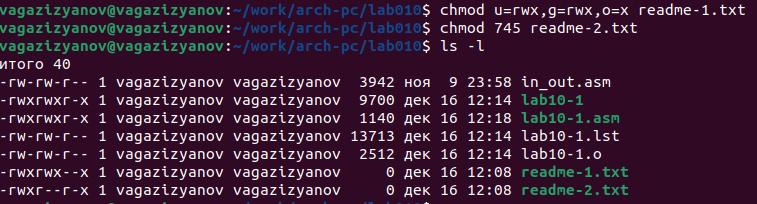 vagazizyanov@vagazizyanov:~/work/arch-pc/lab010$ chmod u=rwx,g=rwx,o=x readme-1.txt
vagazizyanov@vagazizyanov:~/work/arch-pc/lab010$ chmod 745 readme-2.txt
vagazizyanov@vagazizyanov:~/work/arch-pc/lab010$ ls -l
итого 40
-rw-rw-r-- 1 vagazizyanov vagazizyanov  3942 ноя  9 23:58 in_out.asm
-rwxrwxr-x 1 vagazizyanov vagazizyanov  9700 дек 16 12:14 lab10-1
-rwxrwxr-x 1 vagazizyanov vagazizyanov  1140 дек 16 12:18 lab10-1.asm
-rw-rw-r-- 1 vagazizyanov vagazizyanov 13713 дек 16 12:14 lab10-1.lst
-rw-rw-r-- 1 vagazizyanov vagazizyanov  2512 дек 16 12:14 lab10-1.o
-rwxrwx--x 1 vagazizyanov vagazizyanov     0 дек 16 12:08 readme-1.txt
-rwxr--r-x 1 vagazizyanov vagazizyanov     0 дек 16 12:08 readme-2.txt